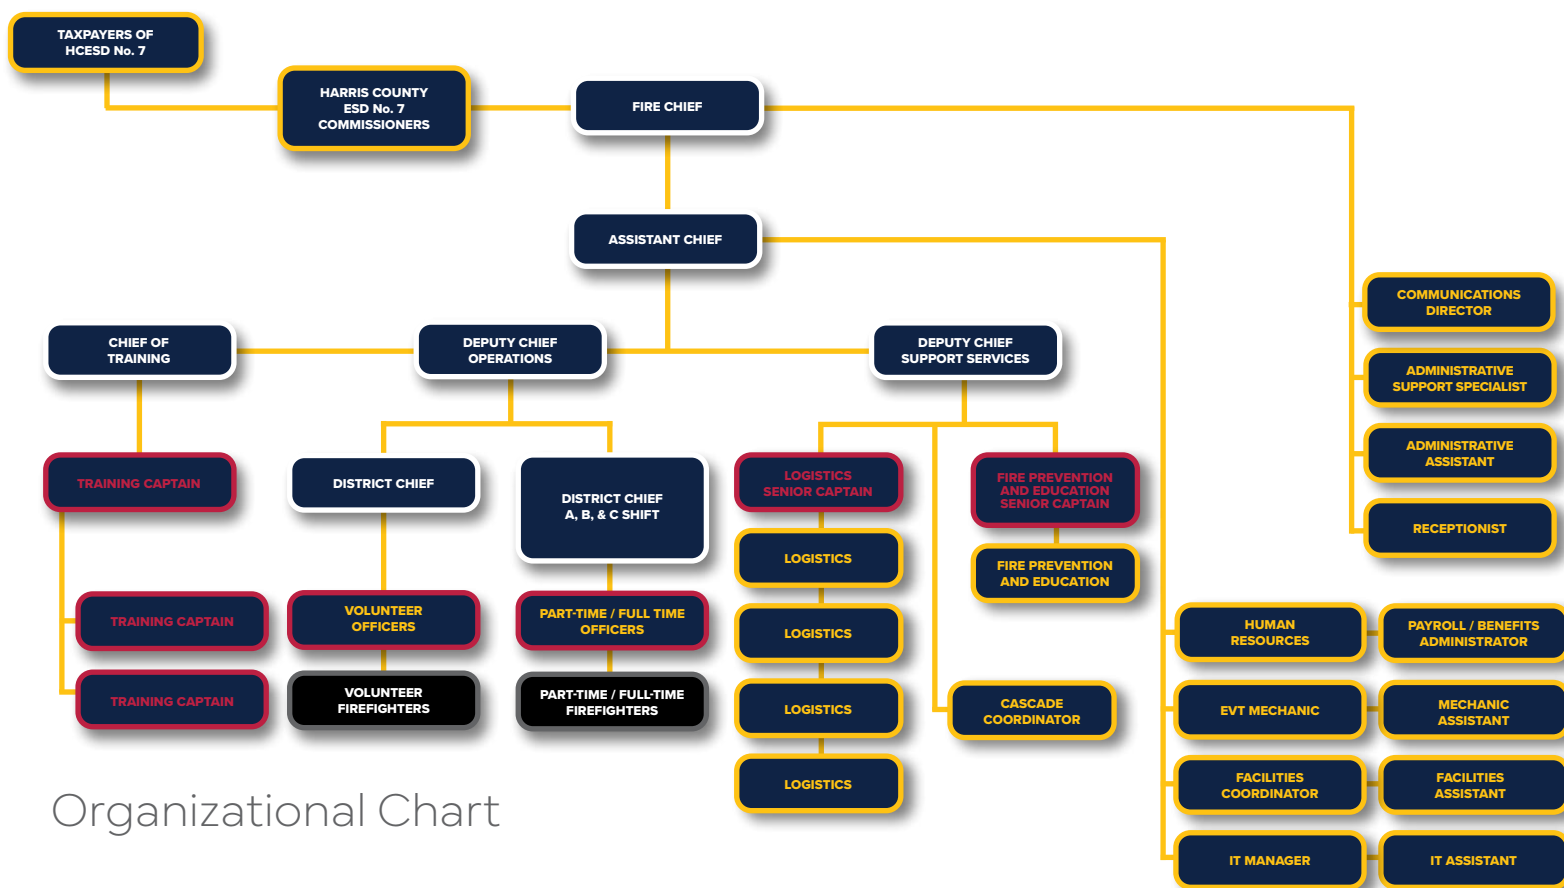 TAXPAYERS OF
HCESD No. 7
HARRIS COUNTY
ESD No. 7
COMMISSIONERS
FIRE CHIEF
ASSISTANT CHIEF
COMMUNICATIONS
DIRECTOR
ADMINISTRATIVE
SUPPORT SPECIALIST
ADMINISTRATIVE
ASSISTANT
RECEPTIONIST
CHIEF OF
TRAINING
DEPUTY CHIEF
OPERATIONS
DEPUTY CHIEF
SUPPORT SERVICES
TRAINING CAPTAIN
TRAINING CAPTAIN
TRAINING CAPTAIN
DISTRICT CHIEF
VOLUNTEER
OFFICERS
VOLUNTEER
FIREFIGHTERS
DISTRICT CHIEF
A, B, & C SHIFT
PART-TIME / FULL TIME
OFFICERS
PART-TIME / FULL-TIME
FIREFIGHTERS
LOGISTICS
SENIOR CAPTAIN
LOGISTICS
LOGISTICS
LOGISTICS
LOGISTICS
FIRE PREVENTION
AND EDUCATION
SENIOR CAPTAIN
FIRE PREVENTION
AND EDUCATION
CASCADE
COORDINATOR
HUMAN
RESOURCES
PAYROLL / BENEFITS
ADMINISTRATOR
EVT MECHANIC
MECHANIC
ASSISTANT
FACILITIES
COORDINATOR
FACILITIES
ASSISTANT
IT MANAGER
IT ASSISTANT
Organizational Chart